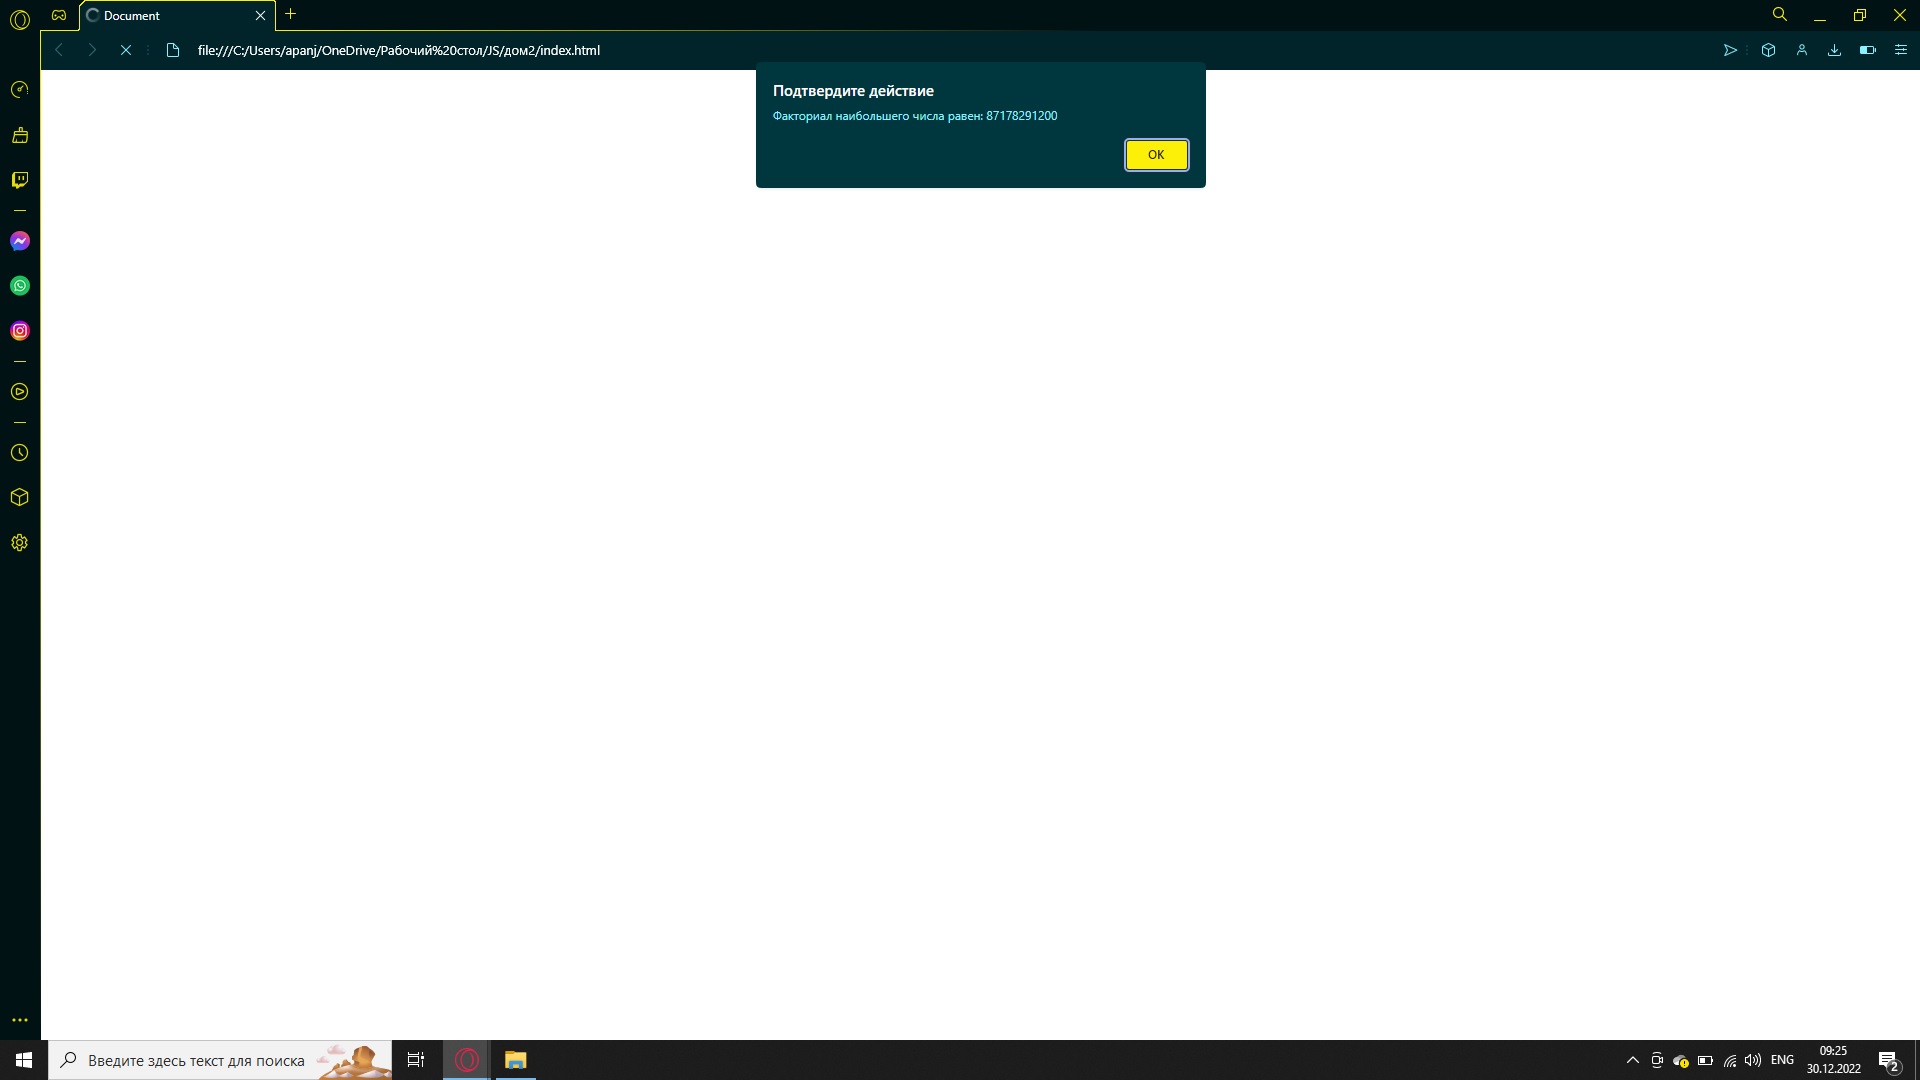 Document
file:///C:/Users/apanj/OneDrive/Рабочий%20стол/JS/дом2/index.html
Подтвердите действие
Факториал наибольшего числа равен: 87178291200
OK
Введите здесь текст для поиска
ENG
09:25
30.12.2022
2